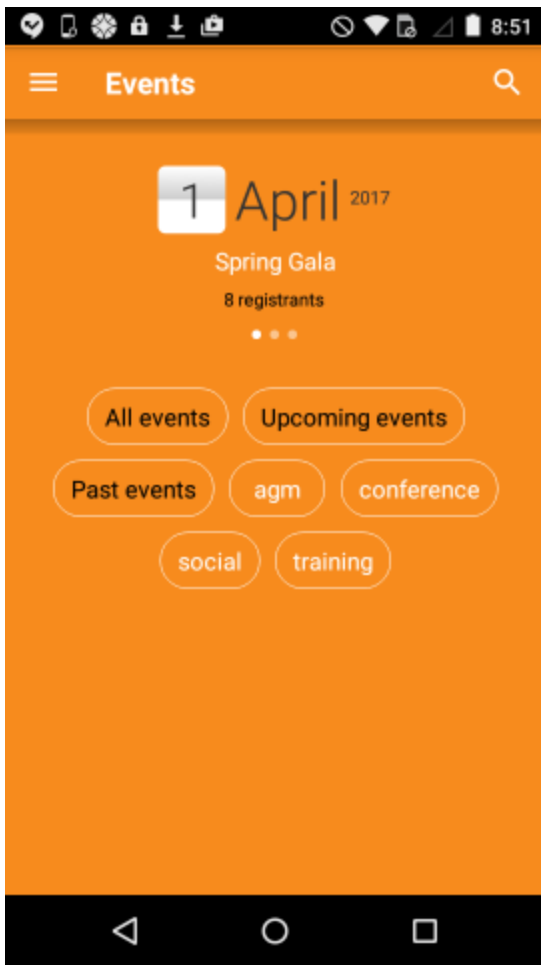 8:51
Events
1 April 2017
Spring Gala
8 registrants
All events Upcoming events
Past events agm conference
social training